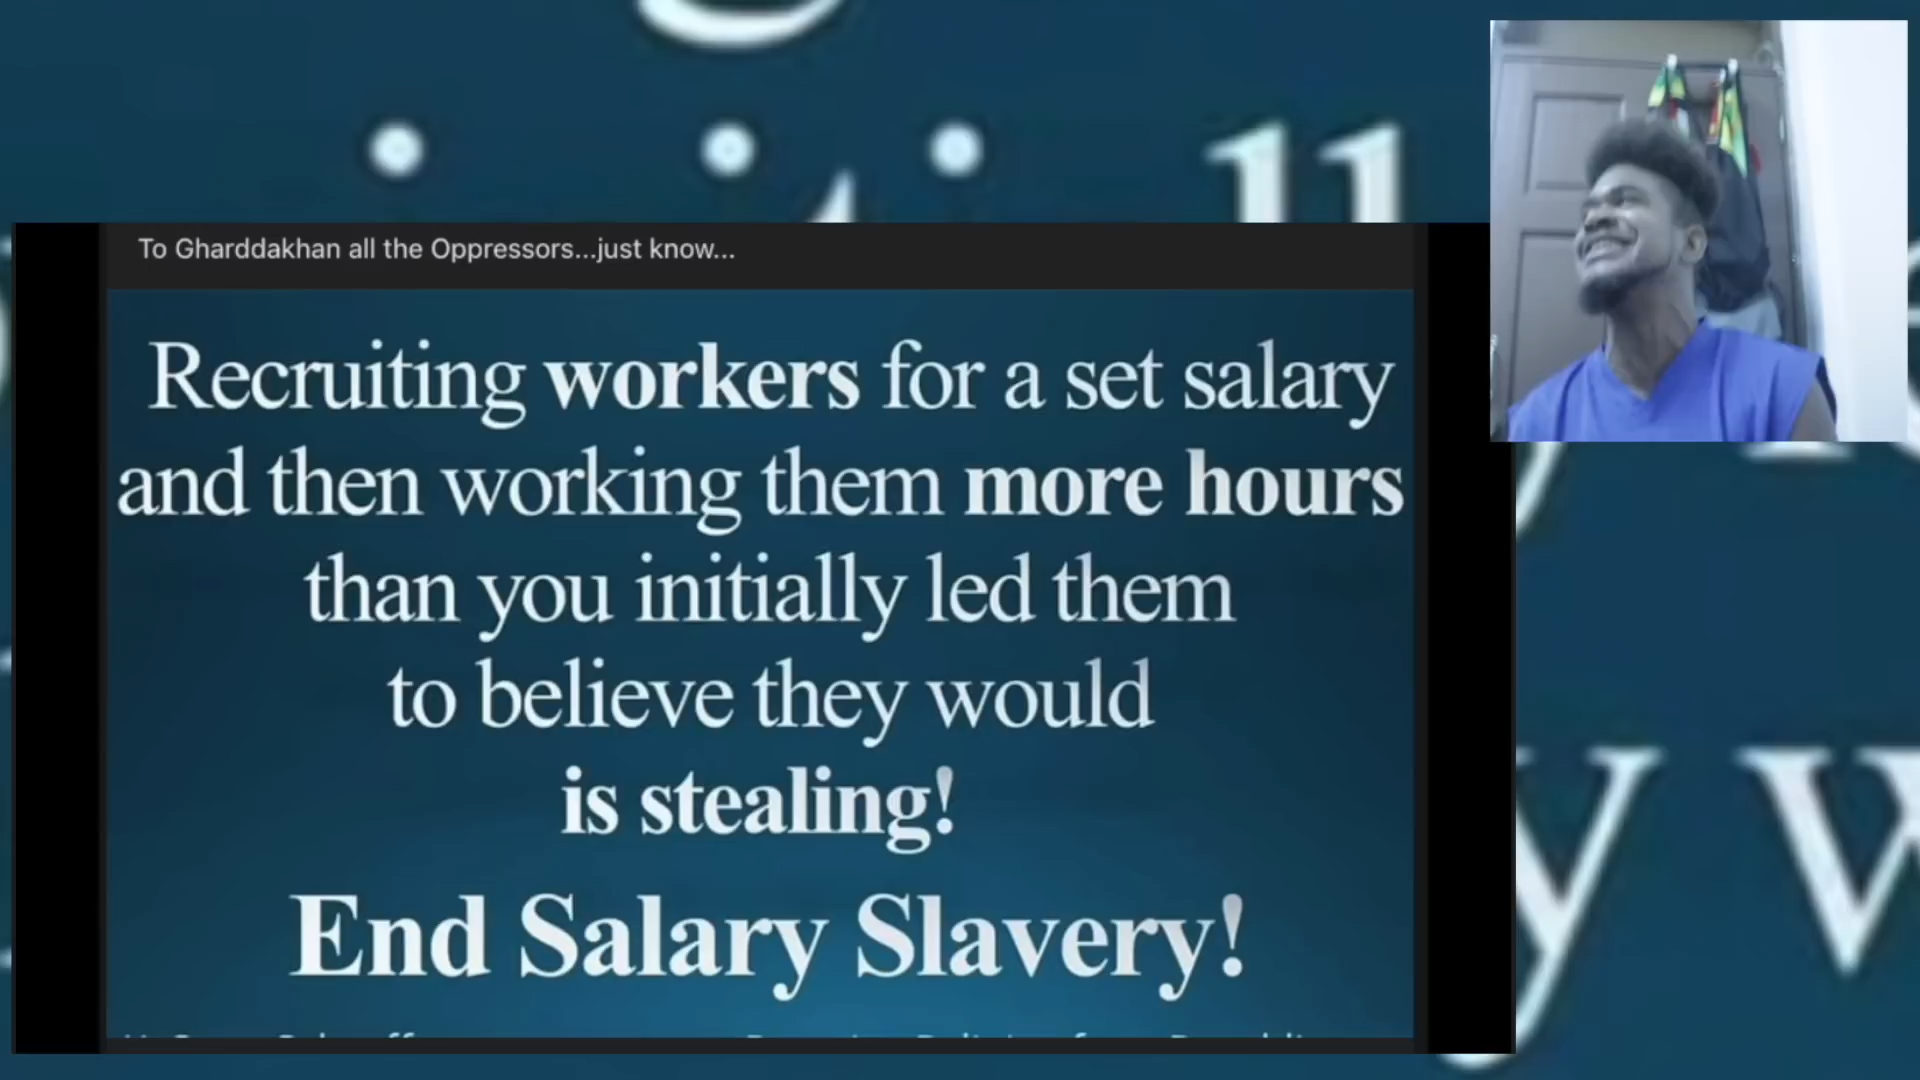 To Gharddakhan all the Oppressors...just know...
Recruiting workers for a set salary
and then working them more hours
than you initially led them
to believe they would
is stealing!
End Salary Slavery!